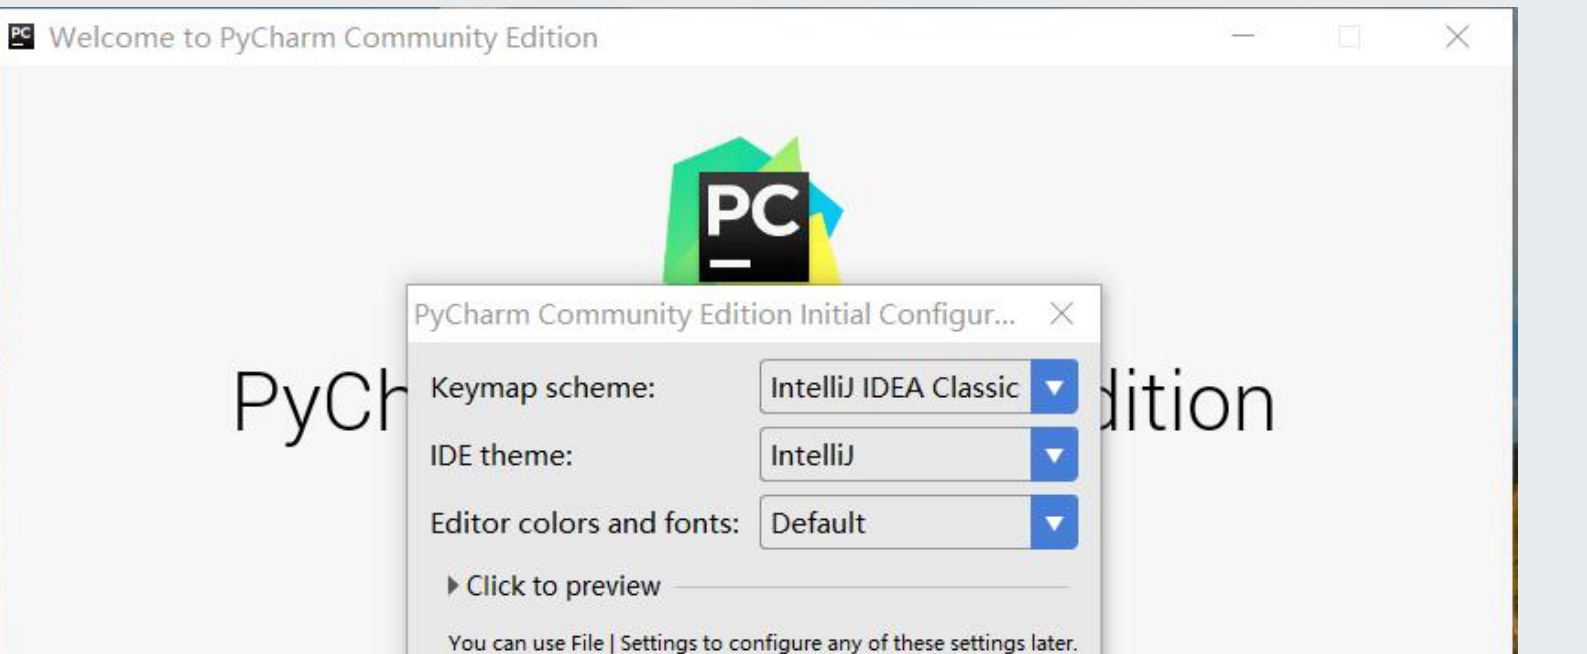 PC Welcome to PyCharm Community Edition
PC
PyCharm Community Edition Initial Configur...
PyCh
dition
Keymap scheme: IntelliJ IDEA Classic
IDE theme: IntelliJ
Editor colors and fonts: Default
Click to preview
You can use File | Settings to configure any of these settings later.